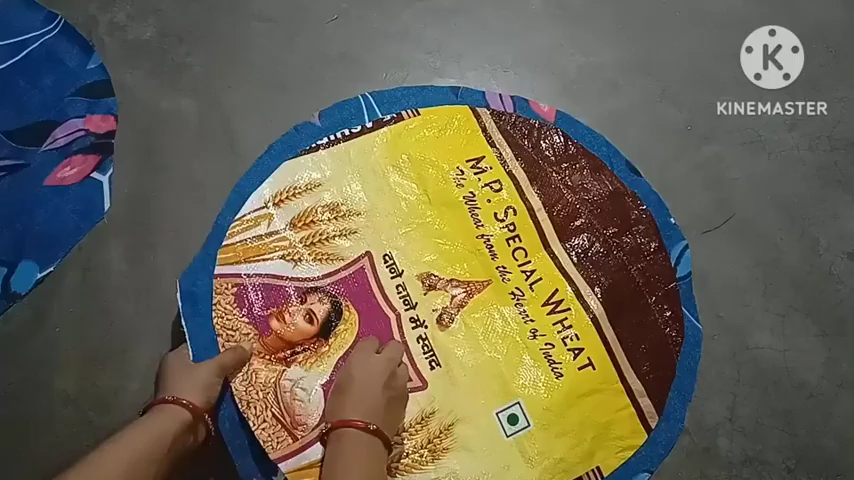 M.P. SPECIAL WHEAT
The Wheat from the Heart of India
दाने दाने में स्वाद
K
KINEMASTER